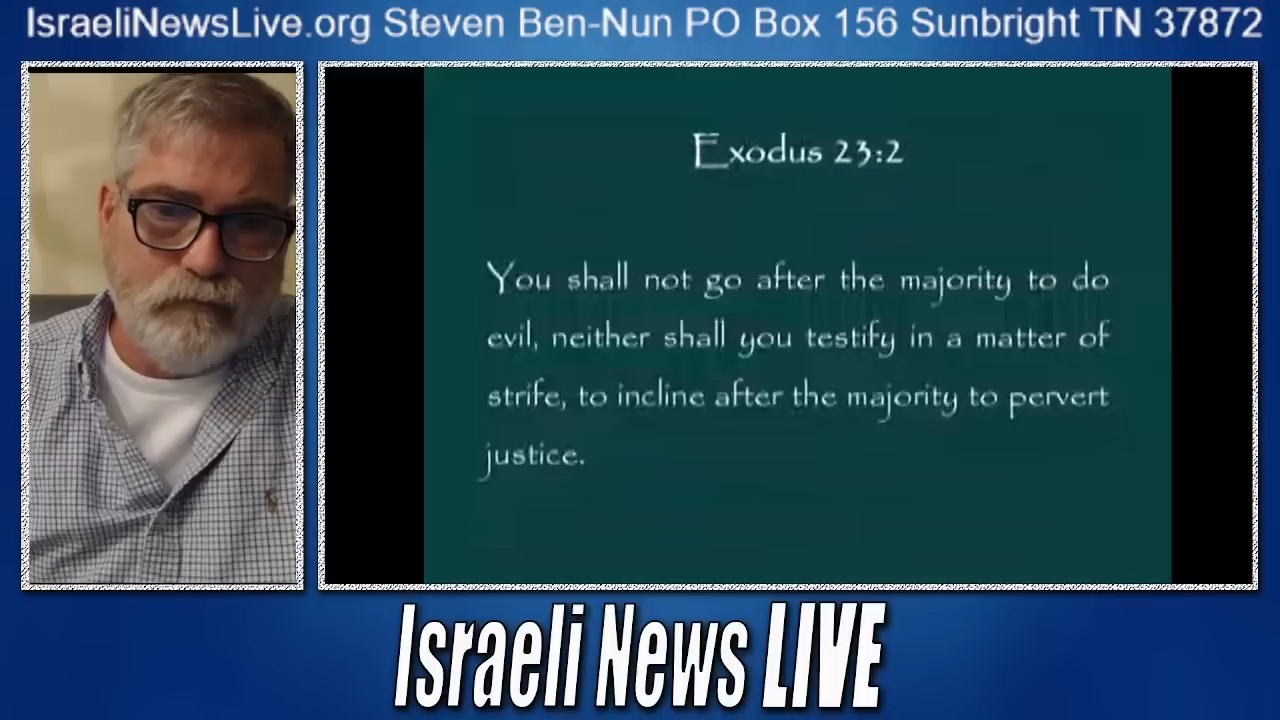 IsraeliNewsLive.org Steven Ben-Nun PO Box 156 Sunbright TN 37872
Exodus 23:2
You shall not go after the majority to do
evil, neither shall you testify in a matter of
strife, to incline after the majority to pervert
justice.
Israeli News LIVE